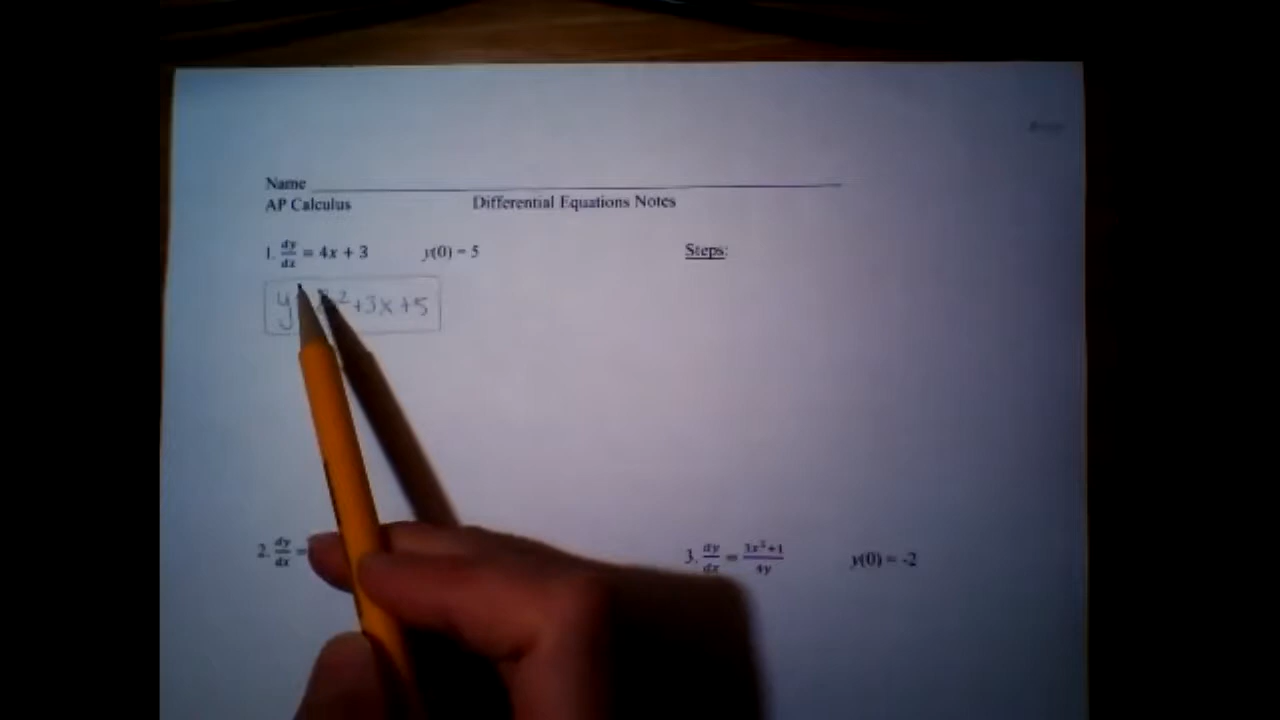 Name
AP Calculus Differential Equations Notes
1. dy/dx = 4x + 3 y(0) = 5 Steps:
y x² +3x +5
2. dy/dx = 3. dy/dx = 3x²+1/4y y(0) = -2